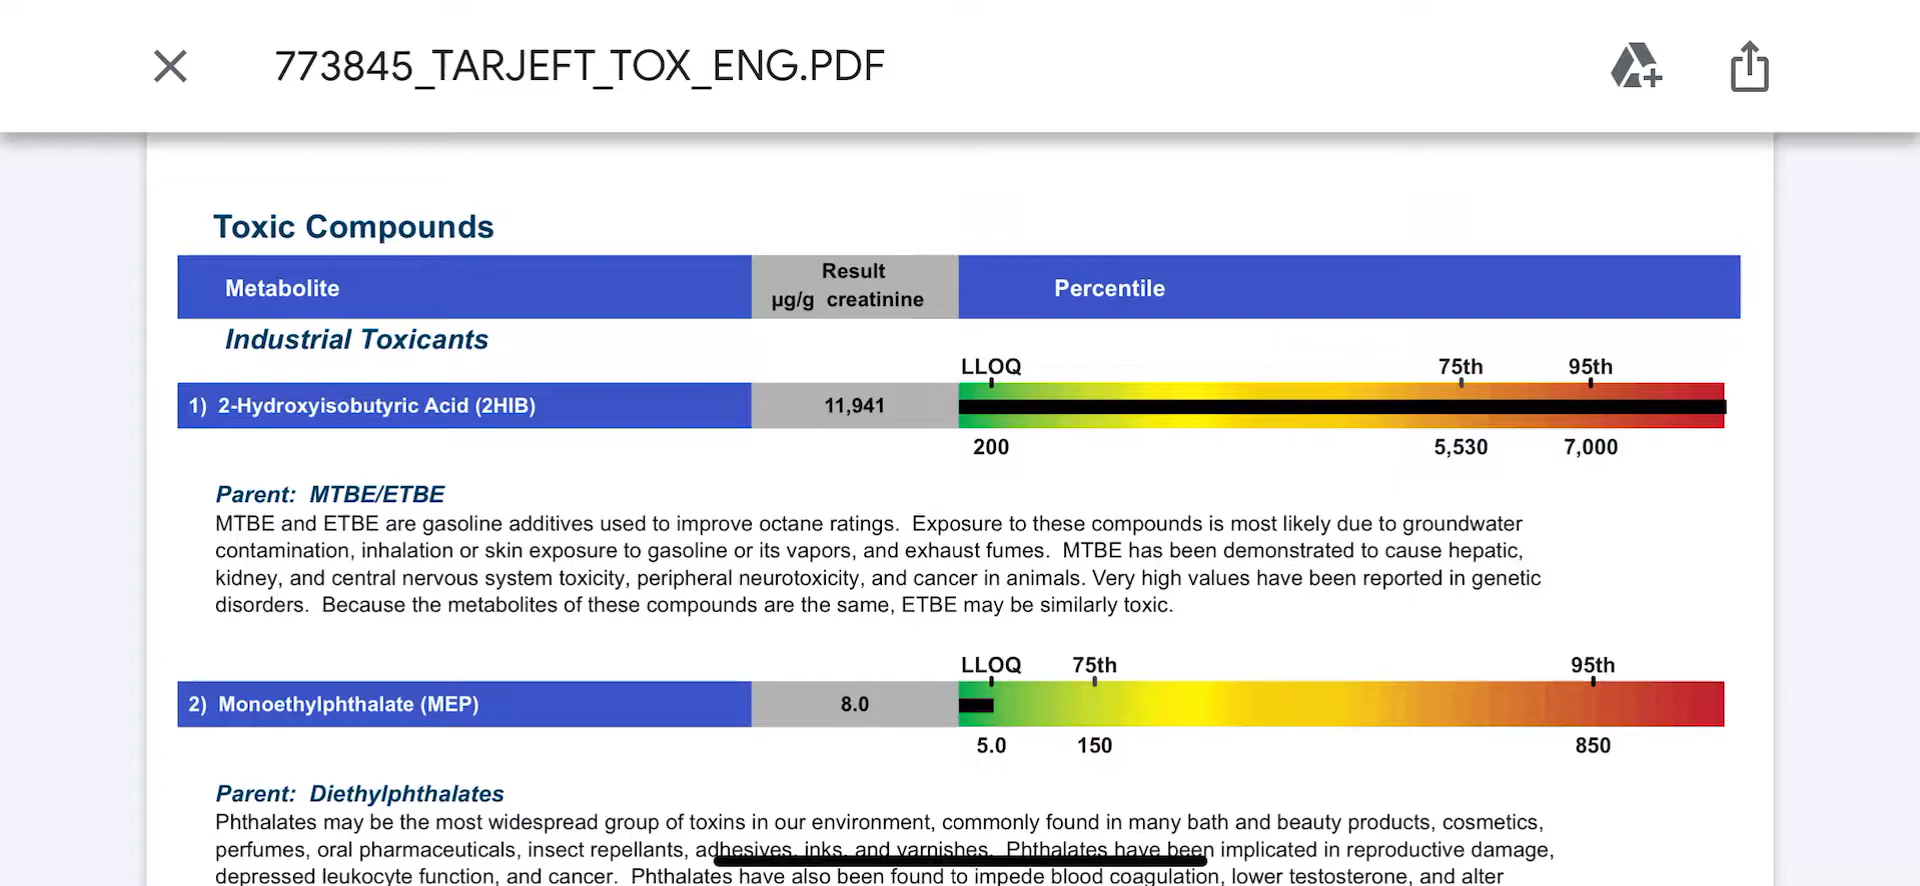 773845_TARJEFT_TOX_ENG.PDF
Toxic Compounds
Metabolite
Result
µg/g creatinine
Percentile
Industrial Toxicants
LLOQ 75th 95th
1) 2-Hydroxyisobutyric Acid (2HIB) 11,941
200 5,530 7,000
Parent: MTBE/ETBE
MTBE and ETBE are gasoline additives used to improve octane ratings. Exposure to these compounds is most likely due to groundwater
contamination, inhalation or skin exposure to gasoline or its vapors, and exhaust fumes. MTBE has been demonstrated to cause hepatic,
kidney, and central nervous system toxicity, peripheral neurotoxicity, and cancer in animals. Very high values have been reported in genetic
disorders. Because the metabolites of these compounds are the same, ETBE may be similarly toxic.
LLOQ 75th 95th
2) Monoethylphthalate (MEP) 8.0
5.0 150 850
Parent: Diethylphthalates
Phthalates may be the most widespread group of toxins in our environment, commonly found in many bath and beauty products, cosmetics,
perfumes, oral pharmaceuticals, insect repellants, adhesives, inks, and varnishes. Phthalates have been implicated in reproductive damage,
depressed leukocyte function, and cancer. Phthalates have also been found to impede blood coagulation, lower testosterone, and alter